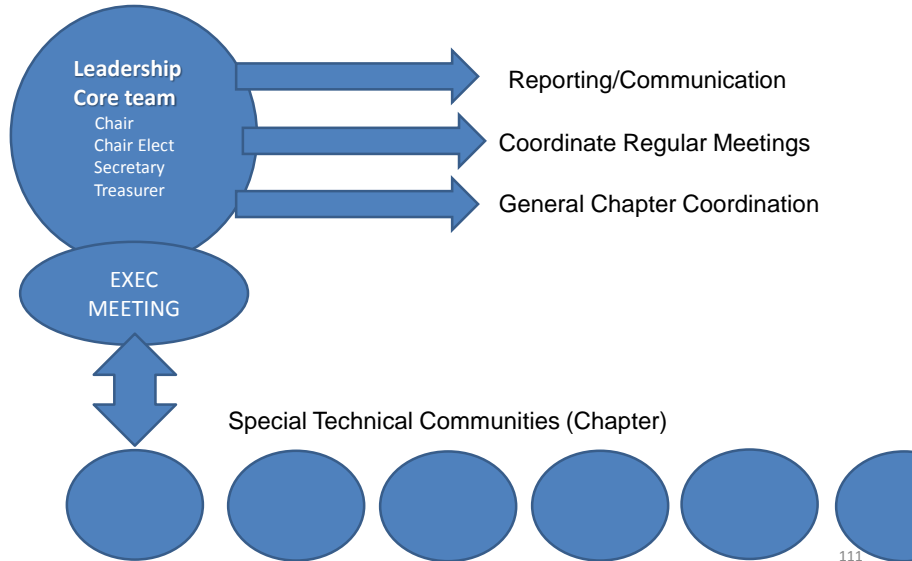 Leadership
Core team
Chair
Chair Elect
Secretary
Treasurer
Reporting/Communication
Coordinate Regular Meetings
General Chapter Coordination
EXEC
MEETING
Special Technical Communities (Chapter)
111